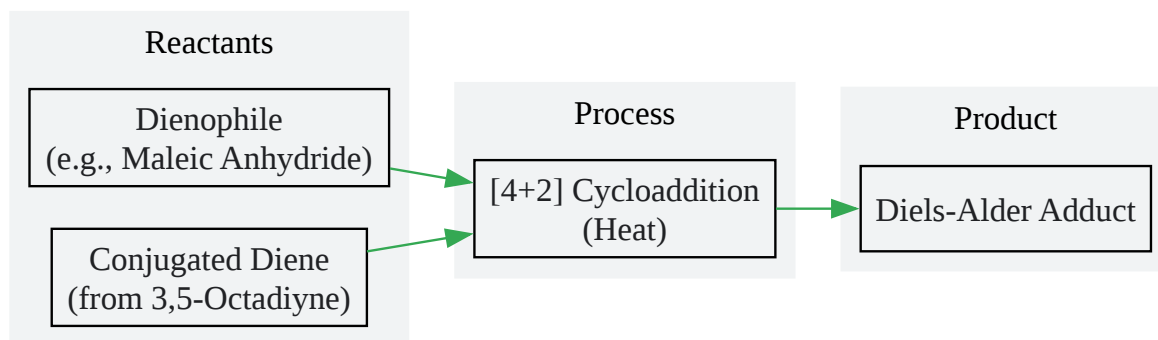 Reactants
Dienophile
(e.g., Maleic Anhydride)
Conjugated Diene
(from 3,5-Octadiyne)
Process
[4+2] Cycloaddition
(Heat)
Product
Diels-Alder Adduct